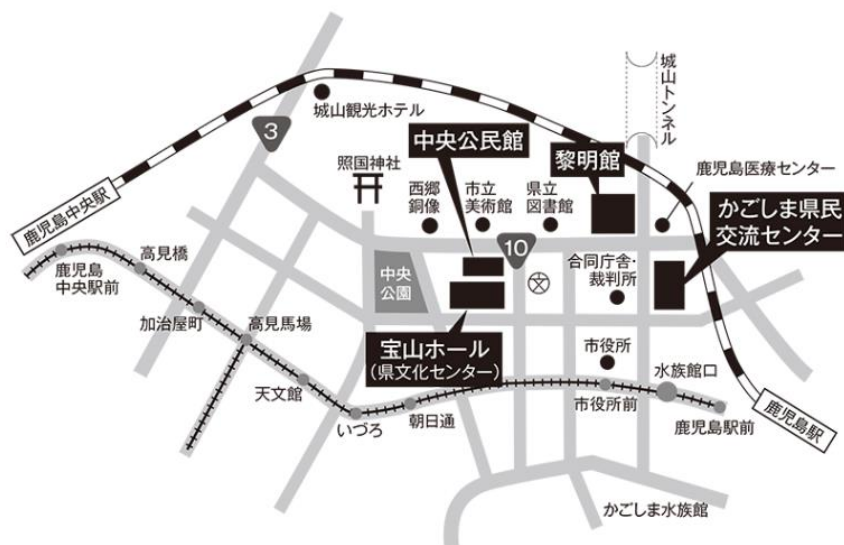 城山トンネル
城山観光ホテル
3
中央公民館
黎明館
照国神社
西郷
銅像
市立
美術館
県立
図書館
鹿児島医療センター
かごしま県民
交流センター
鹿児島中央駅
高見橋
鹿児島
中央駅前
10
中央
公園
文
合同庁舎・
裁判所
加治屋町
高見馬場
宝山ホール
(県文化センター)
市役所
水族館口
天文館
いづろ
朝日通
市役所前
鹿児島駅前
鹿児島駅
かごしま水族館